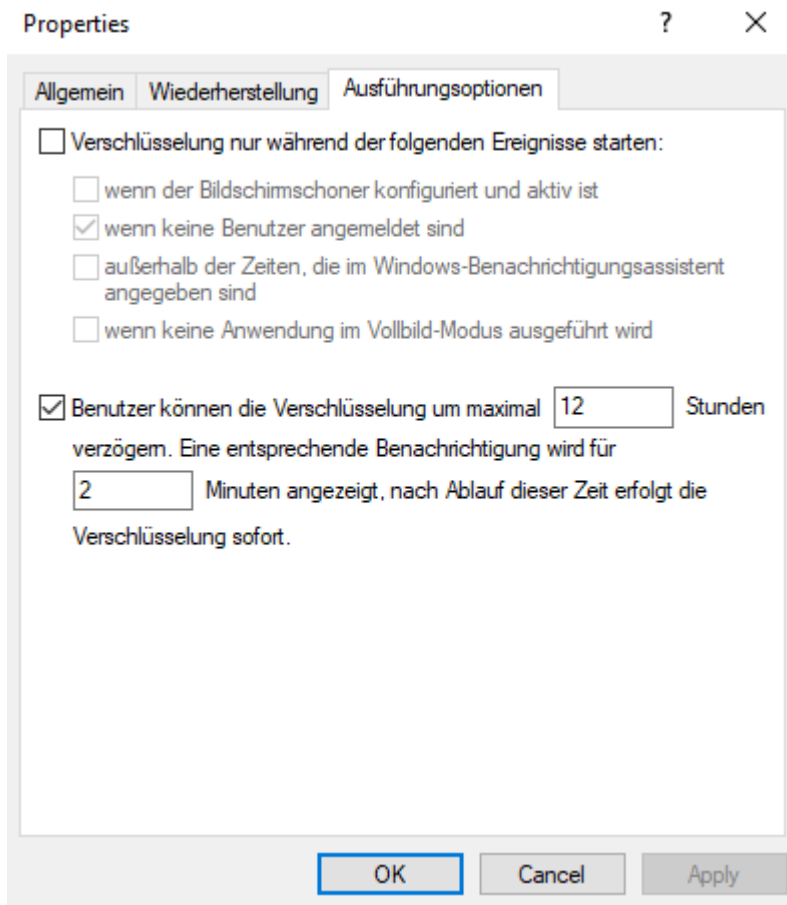 Properties
Allgemein Wiederherstellung Ausführungsoptionen
Verschlüsselung nur während der folgenden Ereignisse starten:
wenn der Bildschirmschoner konfiguriert und aktiv ist
wenn keine Benutzer angemeldet sind
außerhalb der Zeiten, die im Windows-Benachrichtigungsassistent
angegeben sind
wenn keine Anwendung im Vollbild-Modus ausgeführt wird
Benutzer können die Verschlüsselung um maximal 12 Stunden
verzögern. Eine entsprechende Benachrichtigung wird für
2 Minuten angezeigt, nach Ablauf dieser Zeit erfolgt die
Verschlüsselung sofort.
OK Cancel Apply